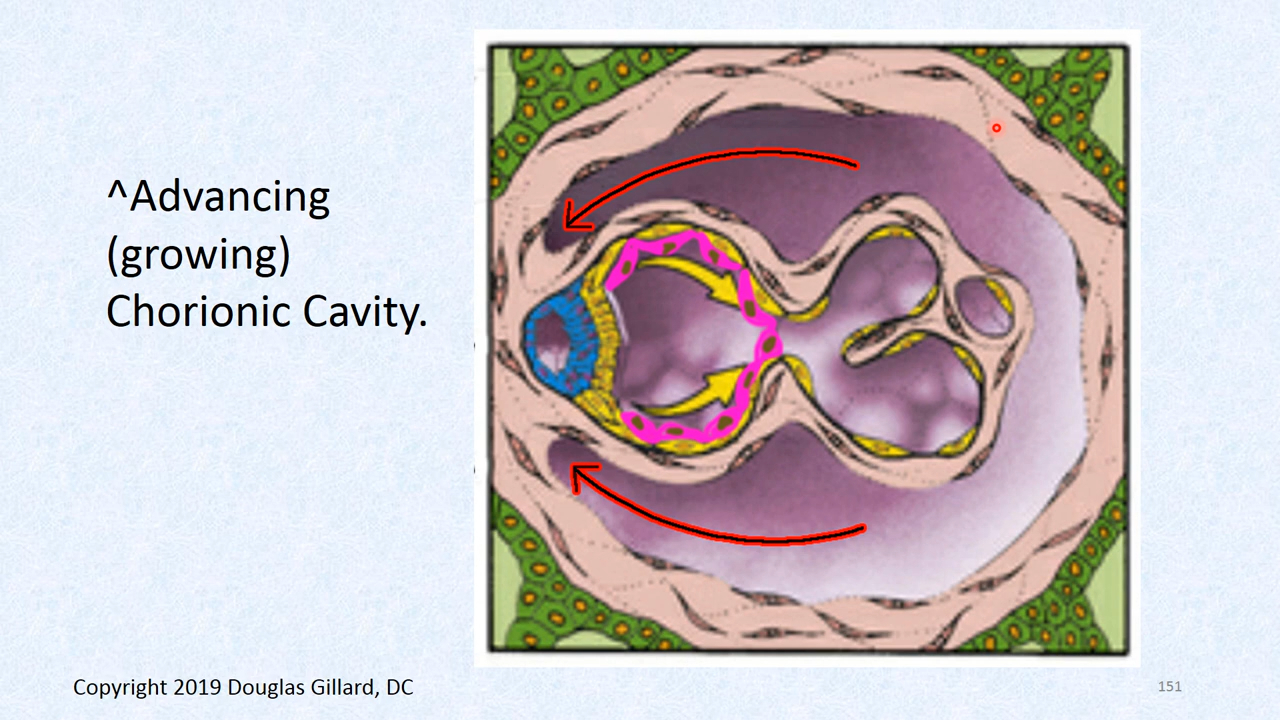 ^Advancing
(growing)
Chorionic Cavity.
Copyright 2019 Douglas Gillard, DC
151